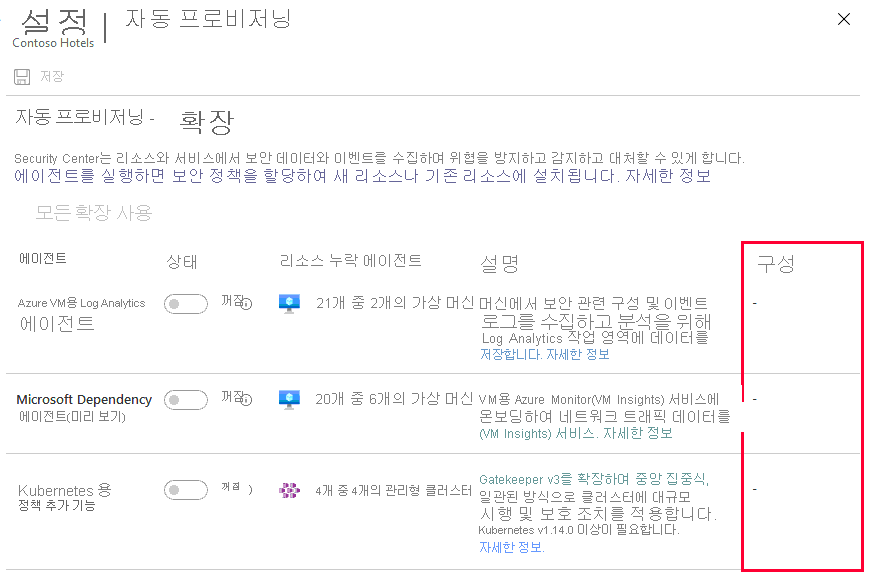 설정 | 자동 프로비저닝
Contoso Hotels
저장
자동 프로비저닝 - 확장
Security Center는 리소스와 서비스에서 보안 데이터와 이벤트를 수집하여 위협을 방지하고 감지하고 대처할 수 있게 합니다.
에이전트를 실행하면 보안 정책을 할당하여 새 리소스나 기존 리소스에 설치됩니다. 자세한 정보
모든 확장 사용
에이전트 상태 리소스 누락 에이전트 설명 구성
Azure VM용 Log Analytics
에이전트
꺼짐
21개 중 2개의 가상 머신
머신에서 보안 관련 구성 및 이벤트
로그를 수집하고 분석을 위해
Log Analytics 작업 영역에 데이터를
저장합니다. 자세한 정보
-
Microsoft Dependency
에이전트(미리 보기)
꺼짐
20개 중 6개의 가상 머신
VM용 Azure Monitor(VM Insights) 서비스에
온보딩하여 네트워크 트래픽 데이터를
(VM Insights) 서비스. 자세한 정보
-
Kubernetes 용
정책 추가 기능
꺼짐 )
4개 중 4개의 관리형 클러스터
Gatekeeper v3를 확장하며 중앙 집중식,
일관된 방식으로 클러스터에 대규모
시행 및 보호 조치를 적용합니다.
Kubernetes v1.14.0 이상이 필요합니다.
자세한 정보.
-